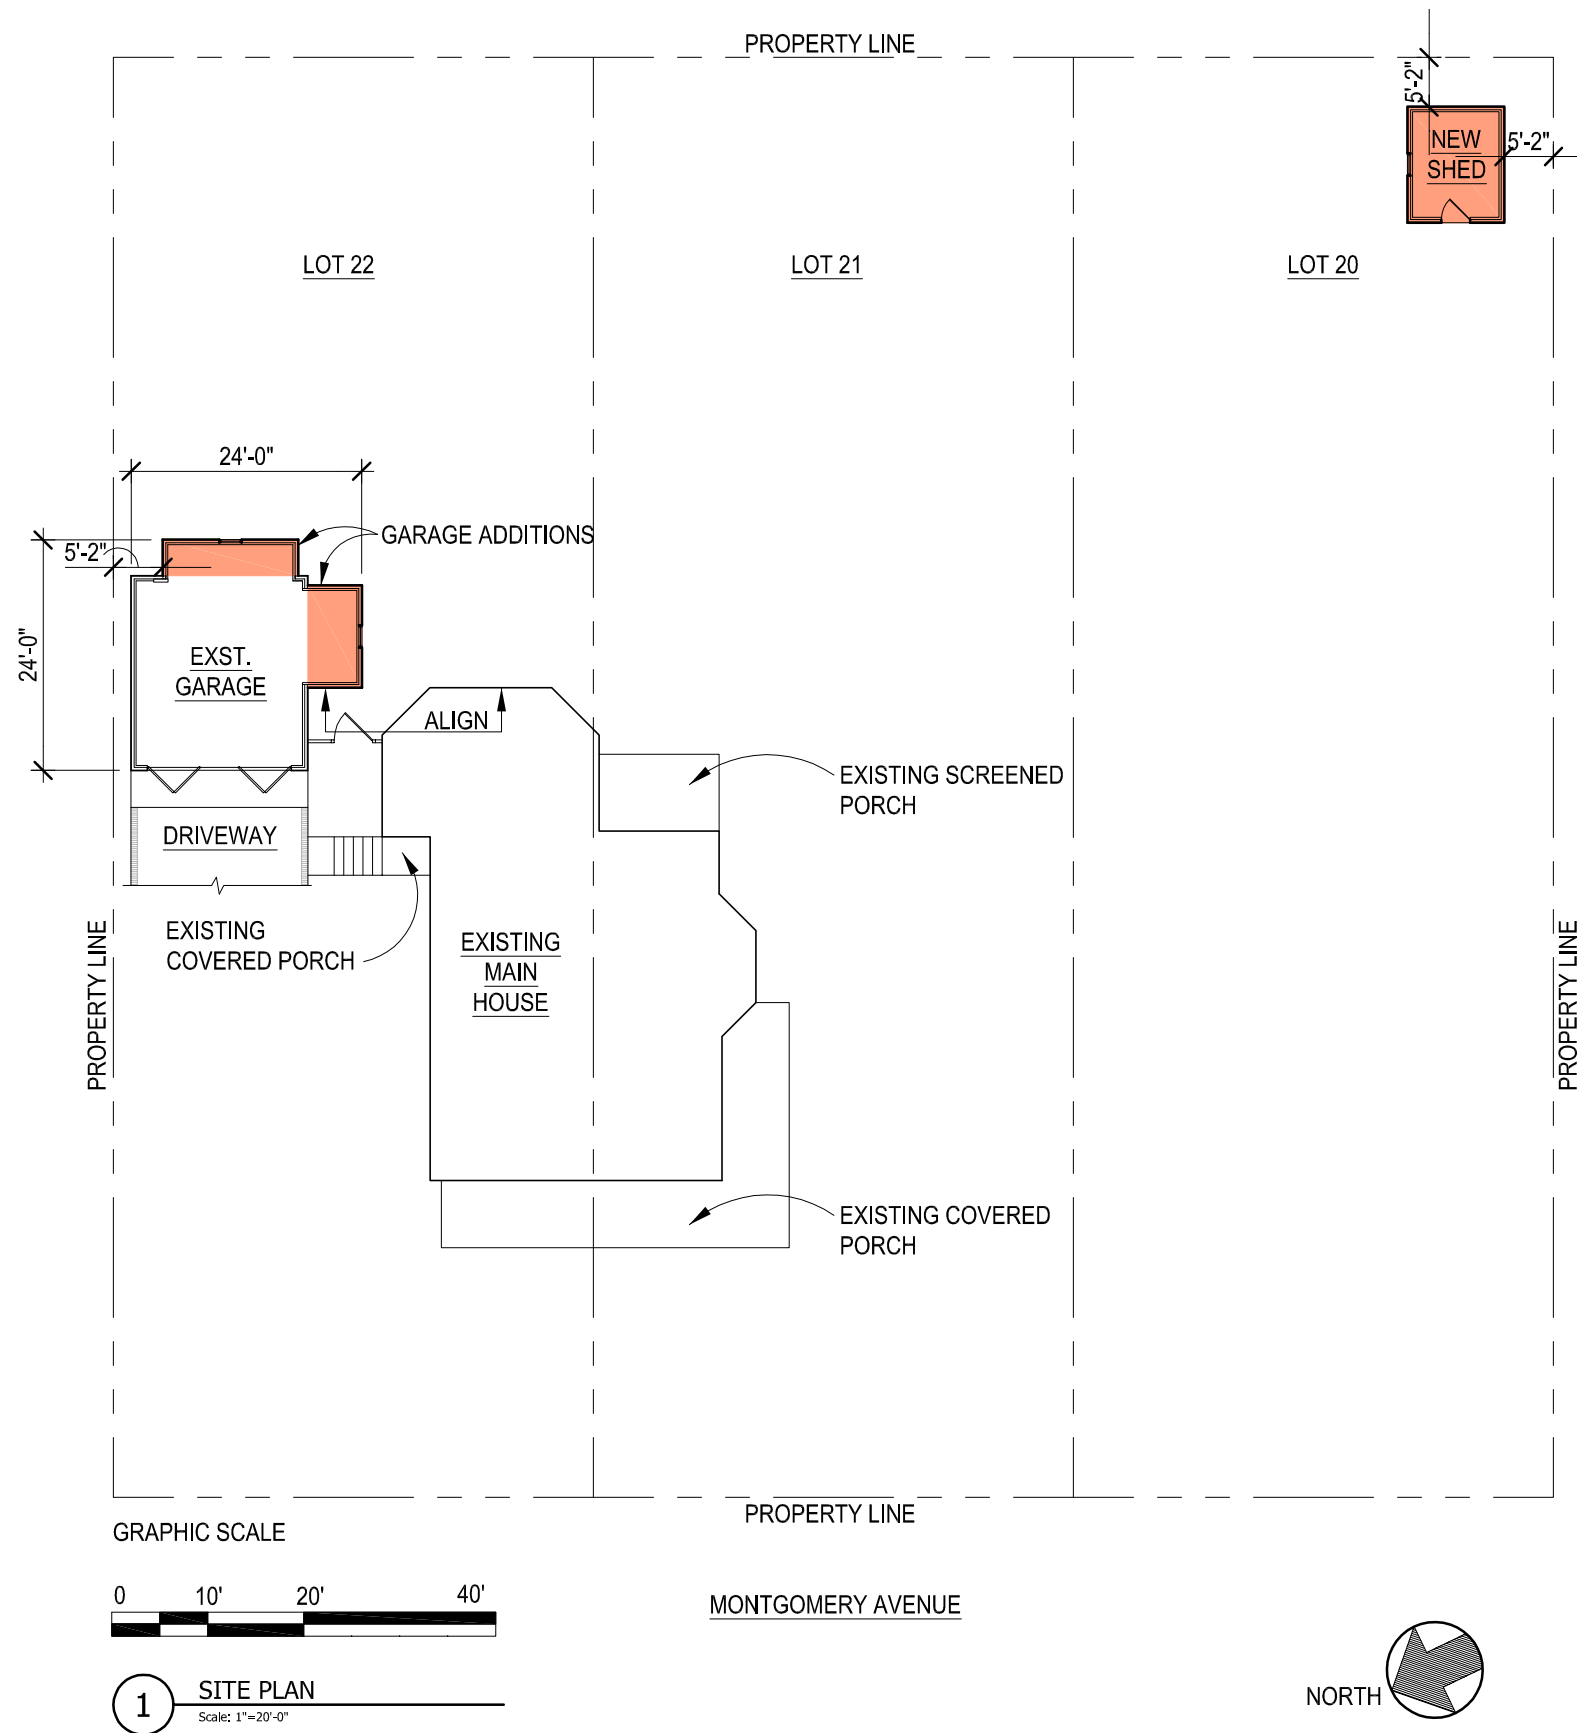 PROPERTY LINE
5'-2"
NEW
SHED
5'-2"
LOT 22
LOT 21
LOT 20
24'-0"
GARAGE ADDITIONS
5'-2"
24'-0"
EXST.
GARAGE
ALIGN
EXISTING SCREENED
PORCH
DRIVEWAY
EXISTING
COVERED PORCH
EXISTING
MAIN
HOUSE
PROPERTY LINE
PROPERTY LINE
EXISTING COVERED
PORCH
PROPERTY LINE
GRAPHIC SCALE
0 10' 20' 40'
MONTGOMERY AVENUE
1 SITE PLAN
Scale: 1"=20'-0"
NORTH